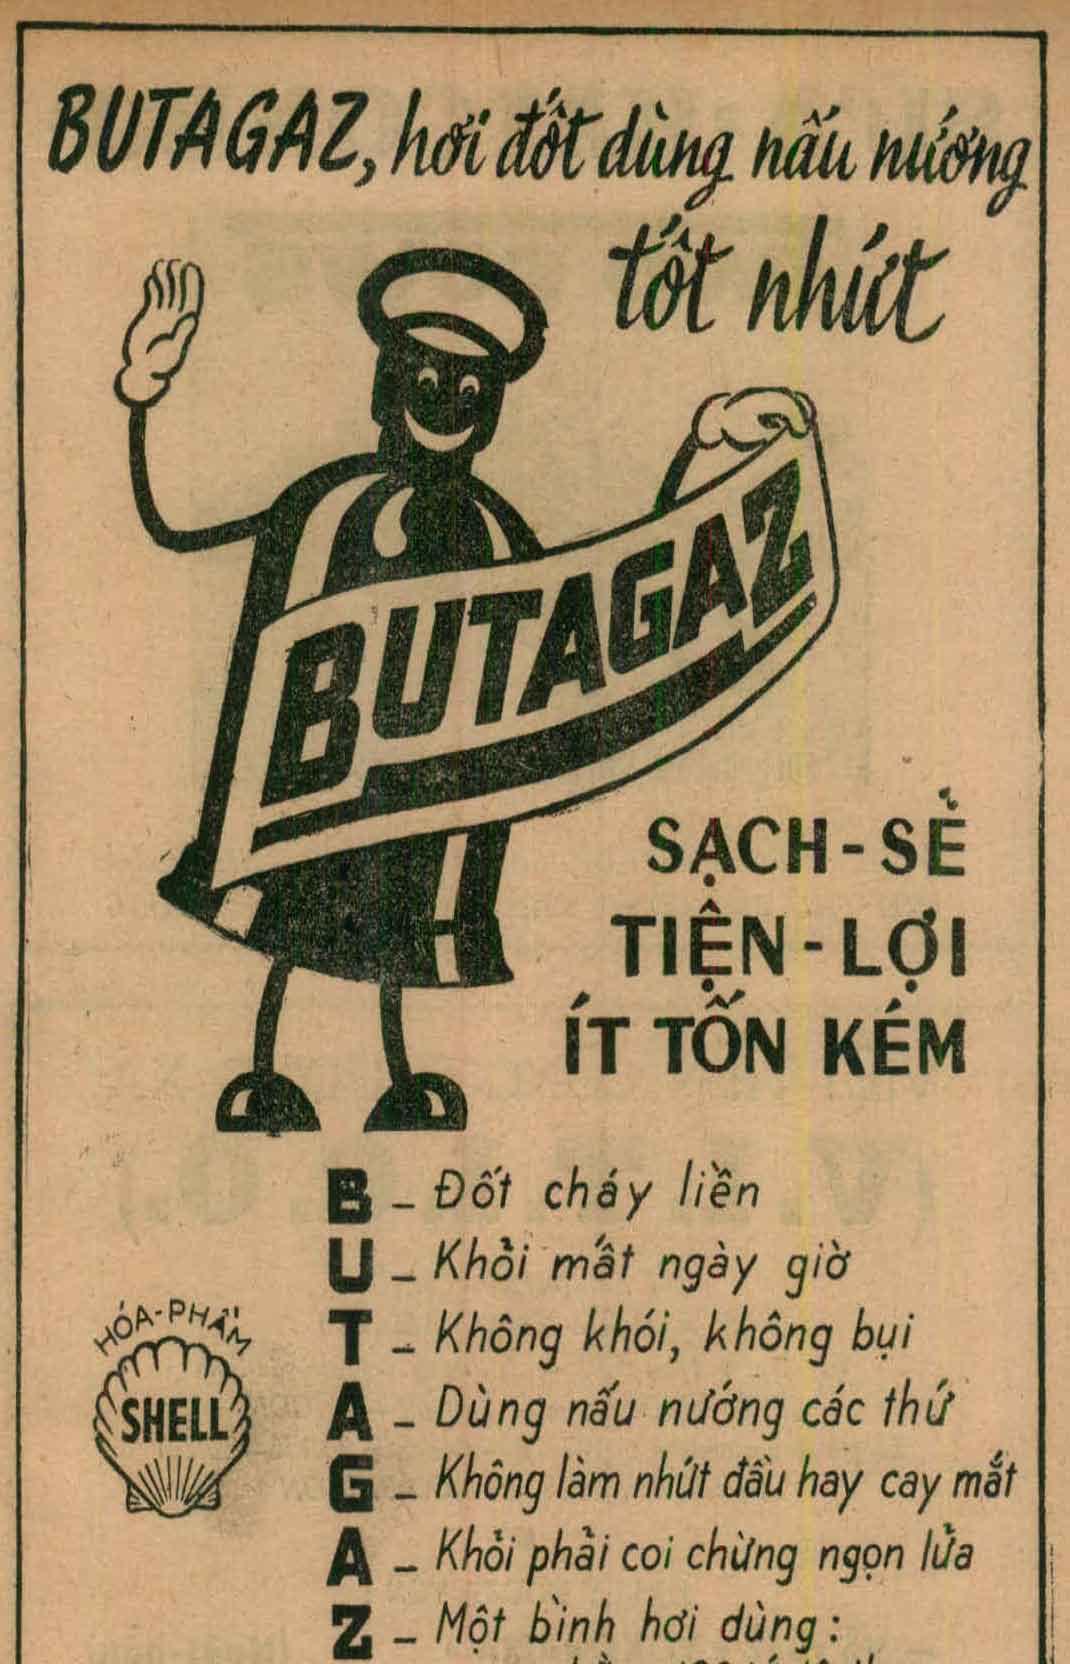 BUTAGAZ, hơi đốt dùng nấu nướng
tốt nhứt
BUTAGAZ
SẠCH-SẺ
TIỆN-LỢI
ÍT TỐN KÉM
B - Đốt cháy liền
U - Khỏi mất ngày giờ
T - Không khói, không bụi
A - Dùng nấu nướng các thứ
G - Không làm nhứt đầu hay cay mắt
A - Khỏi phải coi chừng ngọn lửa
Z - Một bình hơi dùng:
HÓA-PHẨM
SHELL